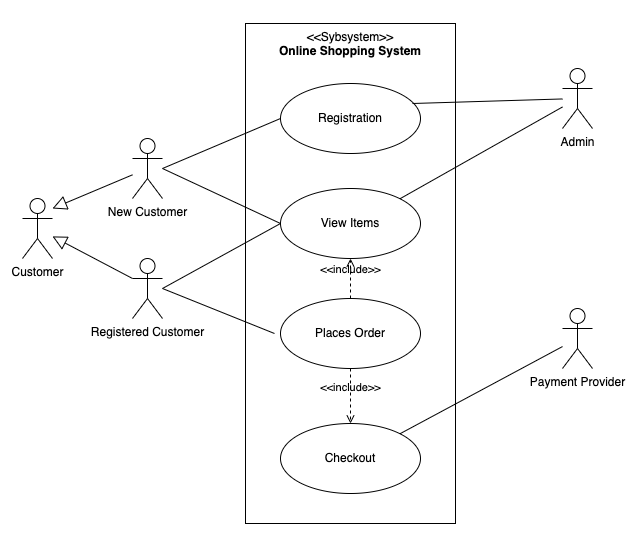 <<Sybsystem>>
Online Shopping System
Registration
Admin
New Customer
View Items
Customer
<<include>>
Registered Customer
Places Order
Payment Provider
<<include>>
Checkout